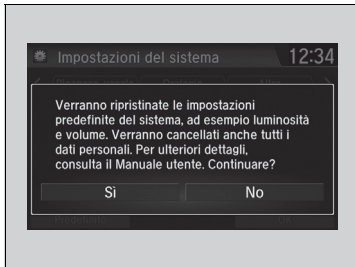 Impostazioni del sistema 12:34
Verranno ripristinate le impostazioni
predefinite del sistema, ad esempio luminosità
e volume. Verranno cancellati anche tutti i
dati personali. Per ulteriori dettagli,
consulta il Manuale utente. Continuare?
Sì No